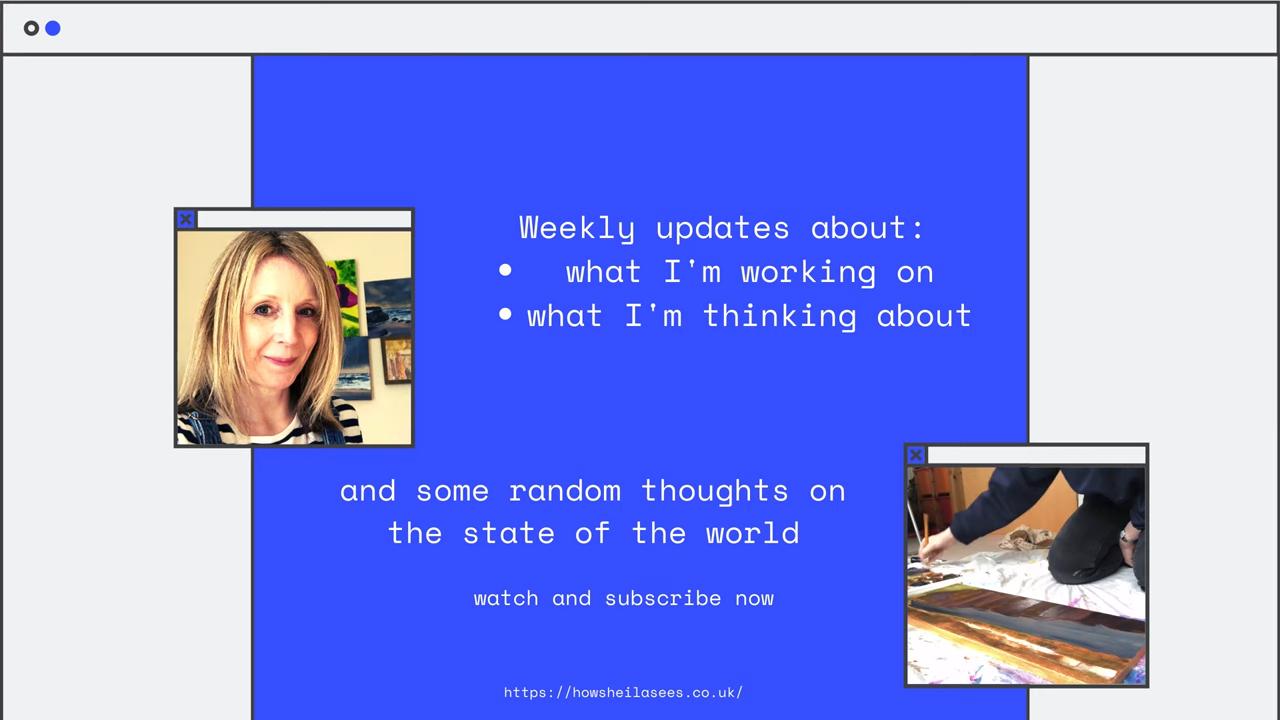 Weekly updates about:
• what I'm working on
• what I'm thinking about
and some random thoughts on
the state of the world
watch and subscribe now
https://howsheilasees.co.uk/